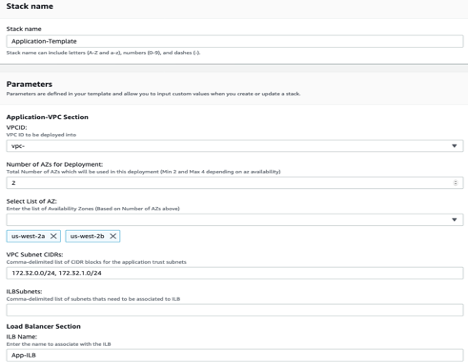 Stack name
Stack name
Application-Template
Stack name can include letters (A-Z and a-z), numbers (0-9), and dashes (-).
Parameters
Parameters are defined in your template and allow you to input custom values when you create or update a stack.
Application-VPC Section
VPCID:
VPC ID to be deployed into
vpc-
Number of AZs for Deployment:
Total Number of AZs which will be used in this deployment (Min 2 and Max 4 depending on az availability)
2
Select List of AZ:
Enter the list of Availability Zones (Based on Number of AZs above)
us-west-2a us-west-2b
VPC Subnet CIDRs:
Comma-delimited list of CIDR blocks for the application trust subnets
172.32.0.0/24, 172.32.1.0/24
ILBSubnets:
Comma-delimited list of subnets thats need to be associated to ILB
Load Balancer Section
ILB Name:
Enter the name to associate with the ILB
App-ILB